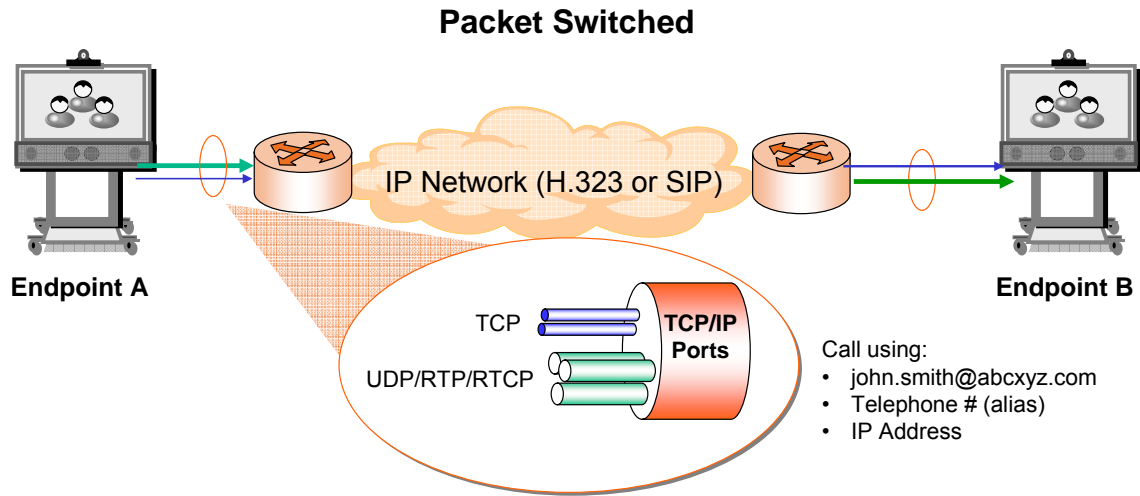 Packet Switched
IP Network (H.323 or SIP)
Endpoint A
Endpoint B
TCP
UDP/RTP/RTCP
TCP/IP
Ports
Call using:
• john.smith@abcxyz.com
• Telephone # (alias)
• IP Address